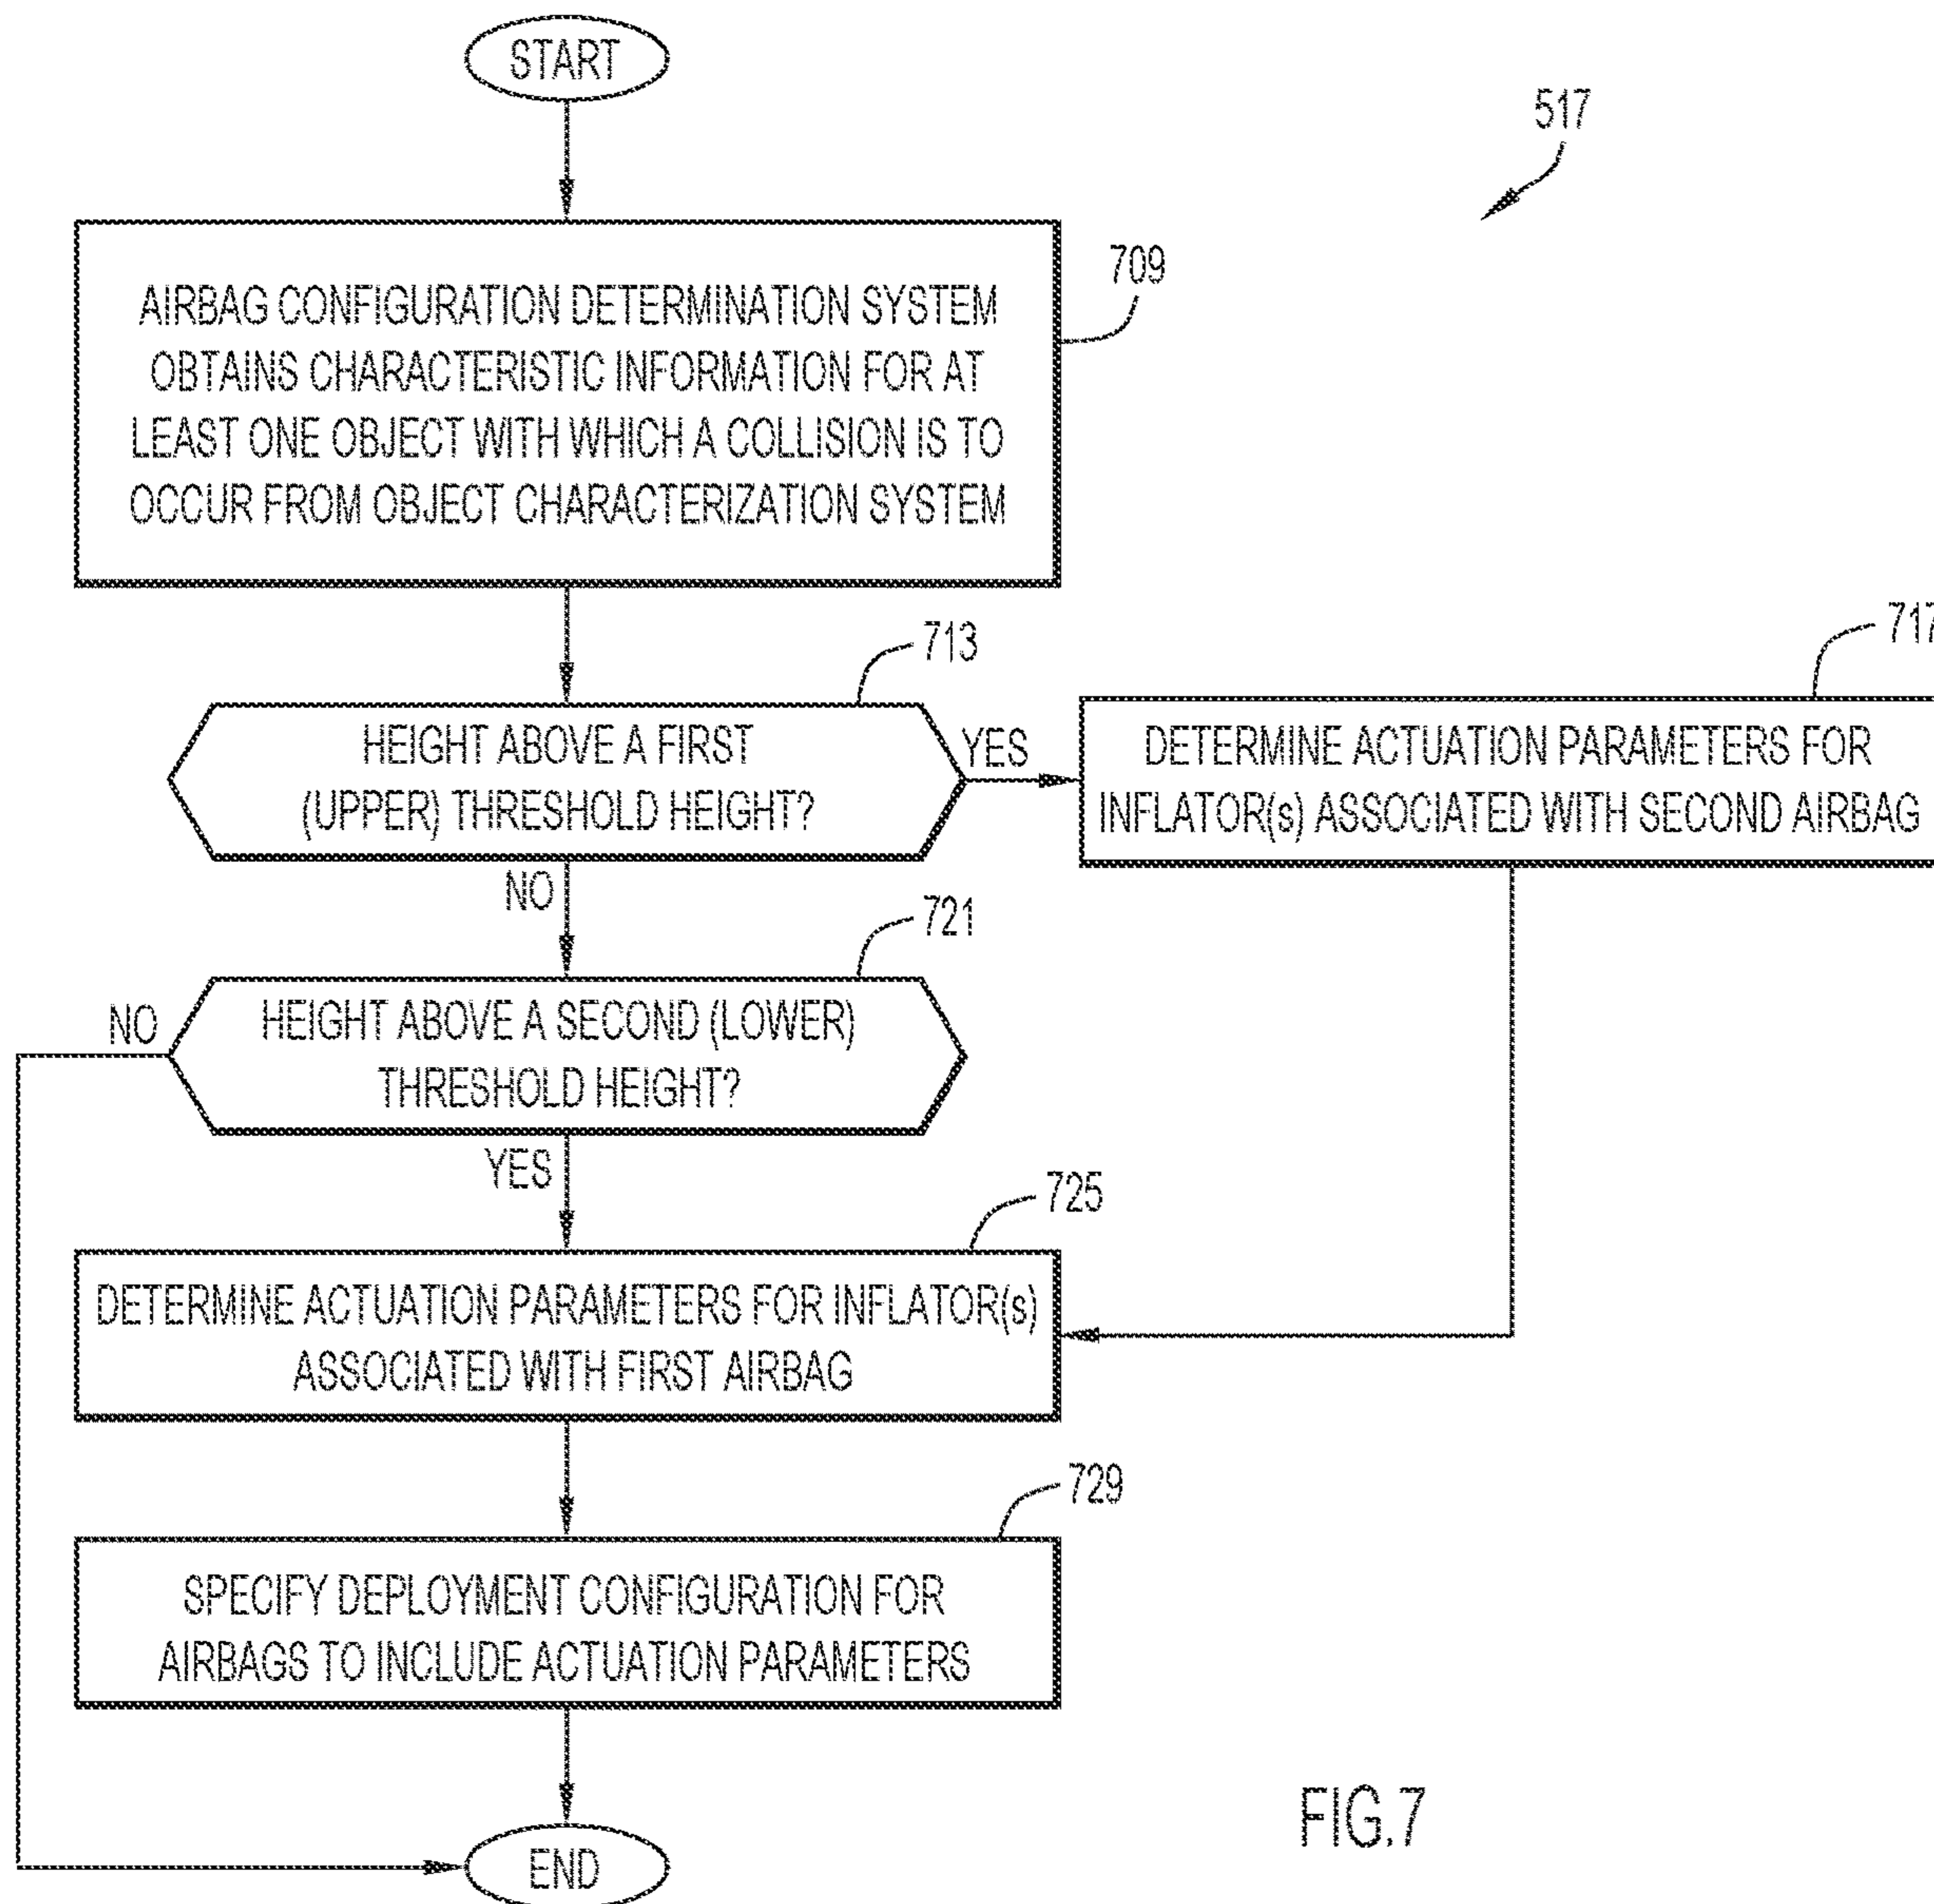 START
517
709
AIRBAG CONFIGURATION DETERMINATION SYSTEM
OBTAINS CHARACTERISTIC INFORMATION FOR AT
LEAST ONE OBJECT WITH WHICH A COLLISION IS TO
OCCUR FROM OBJECT CHARACTERIZATION SYSTEM
713
HEIGHT ABOVE A FIRST
(UPPER) THRESHOLD HEIGHT?
YES
717
DETERMINE ACTUATION PARAMETERS FOR
INFLATOR(s) ASSOCIATED WITH SECOND AIRBAG
NO
721
HEIGHT ABOVE A SECOND (LOWER)
THRESHOLD HEIGHT?
NO
YES
725
DETERMINE ACTUATION PARAMETERS FOR INFLATOR(s)
ASSOCIATED WITH FIRST AIRBAG
729
SPECIFY DEPLOYMENT CONFIGURATION FOR
AIRBAGS TO INCLUDE ACTUATION PARAMETERS
END
FIG.7